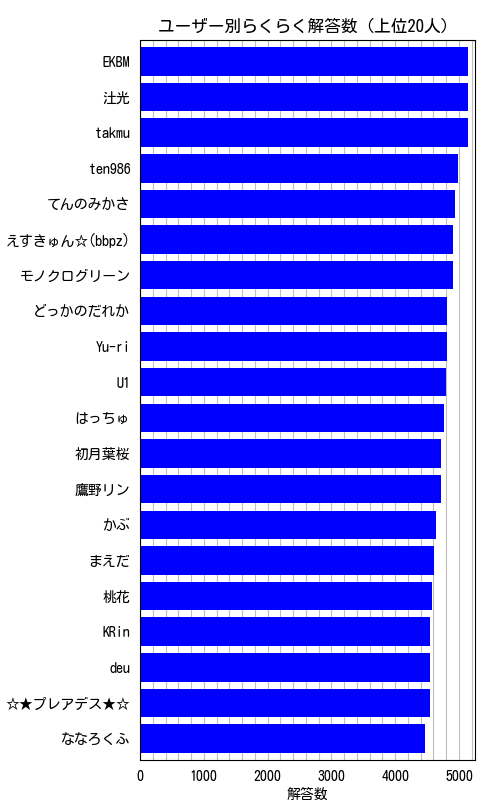 ユーザー別らくらく解答数（上位20人）
EKBM
汢光
takmu
ten986
てんのみかさ
えすきゅん☆(bbpz)
モノクログリーン
どっかのだれか
Yu-ri
U1
はっちゅ
初月葉桜
鷹野リン
かぶ
まえだ
桃花
KRin
deu
☆★プレアデス★☆
ななろくふ
0 1000 2000 3000 4000 5000
解答数